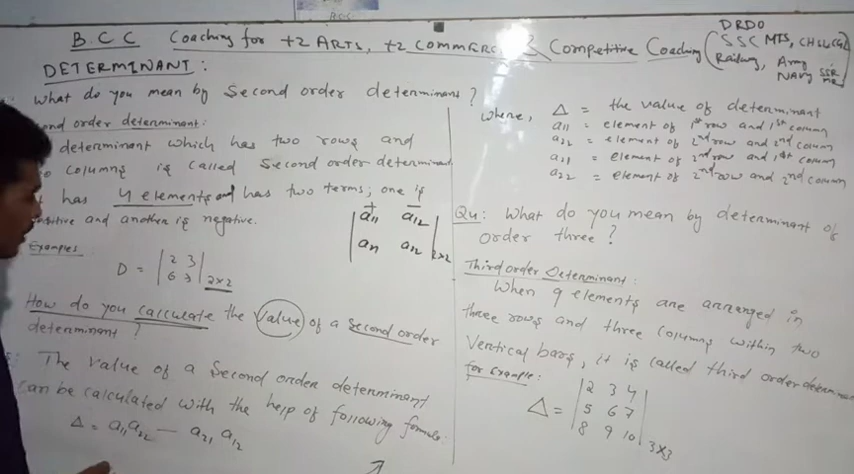 BCC Coaching for +2 ARTS, +2 COMMERCE & Competitive Coaching (DRDO
SSC MTS, CHSL CGL
Railway, Army
Navy SSR
MR)
DETERMINANT:
What do you mean by Second order determinant?
ond order determinant:
determinant which has two rows and
columns is called Second order determinant
has 4 elements and has two terms, one is
positive and another is negative.
+ −
|a11 a12|
|a21 a22| 2x2
Examples
D = |2 3|
|6 3| 2x2
How do you calculate the value of a second order
determinant ?
The value of a Second order determinant
can be calculated with the help of following formula.
Δ = a11 a22 — a21 a12
where, Δ = the value of determinant
a11 = element of 1st row and 1st column
a22 = element of 2nd row and 2nd column
a21 = element of 2nd row and 1st column
a22 = element of 2nd row and 2nd column
Qu: What do you mean by determinant of
order three ?
Third order Determinant:
When 9 elements are arranged in
three rows and three columns within two
Vertical bars, it is called third order determinant
for Example:
Δ = |2 3 4|
|5 6 7|
|8 9 10| 3x3